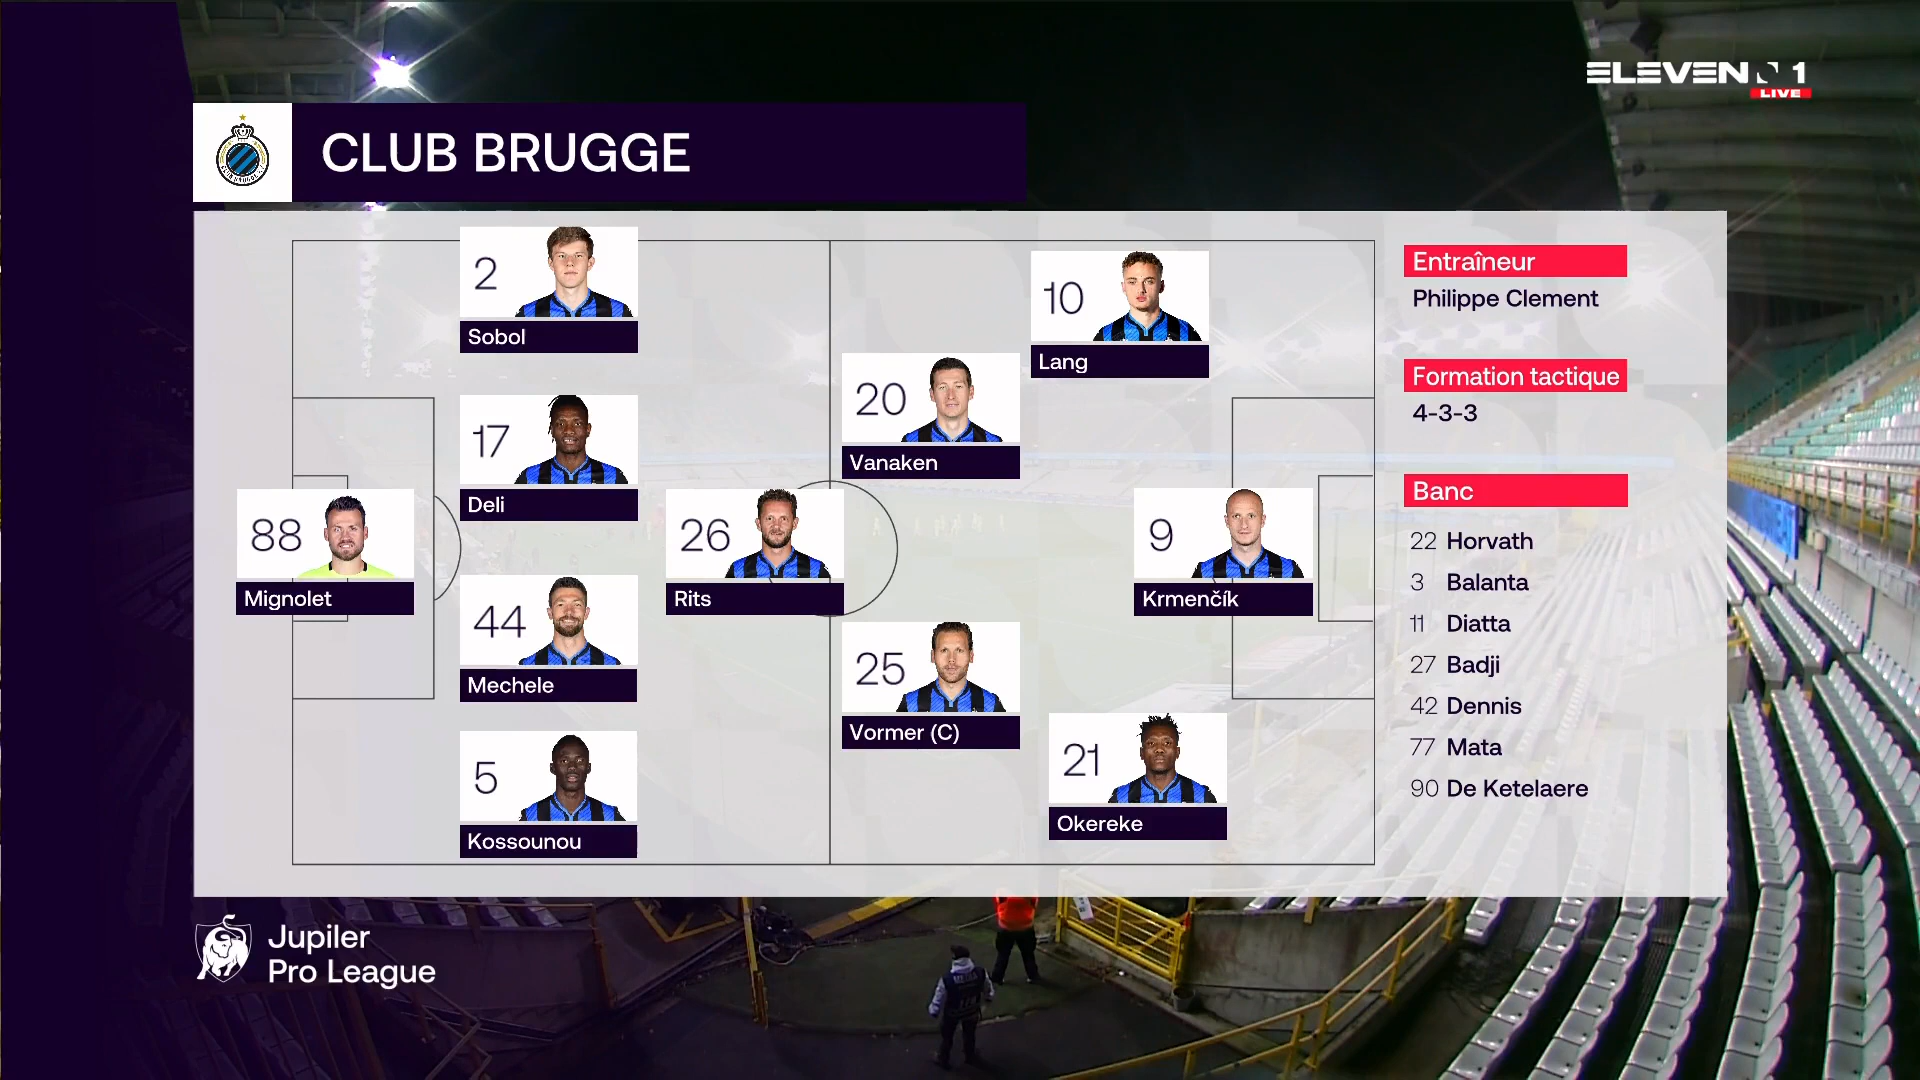 ELEVEN 1
LIVE
CLUB BRUGGE
2
Sobol
10
Lang
20
Vanaken
17
Deli
88
Mignolet
26
Rits
9
Krmenčík
44
Mechele
25
Vormer (C)
5
Kossounou
21
Okereke
Entraîneur
Philippe Clement
Formation tactique
4-3-3
Banc
22 Horvath
3 Balanta
11 Diatta
27 Badji
42 Dennis
77 Mata
90 De Ketelaere
Jupiler
Pro League